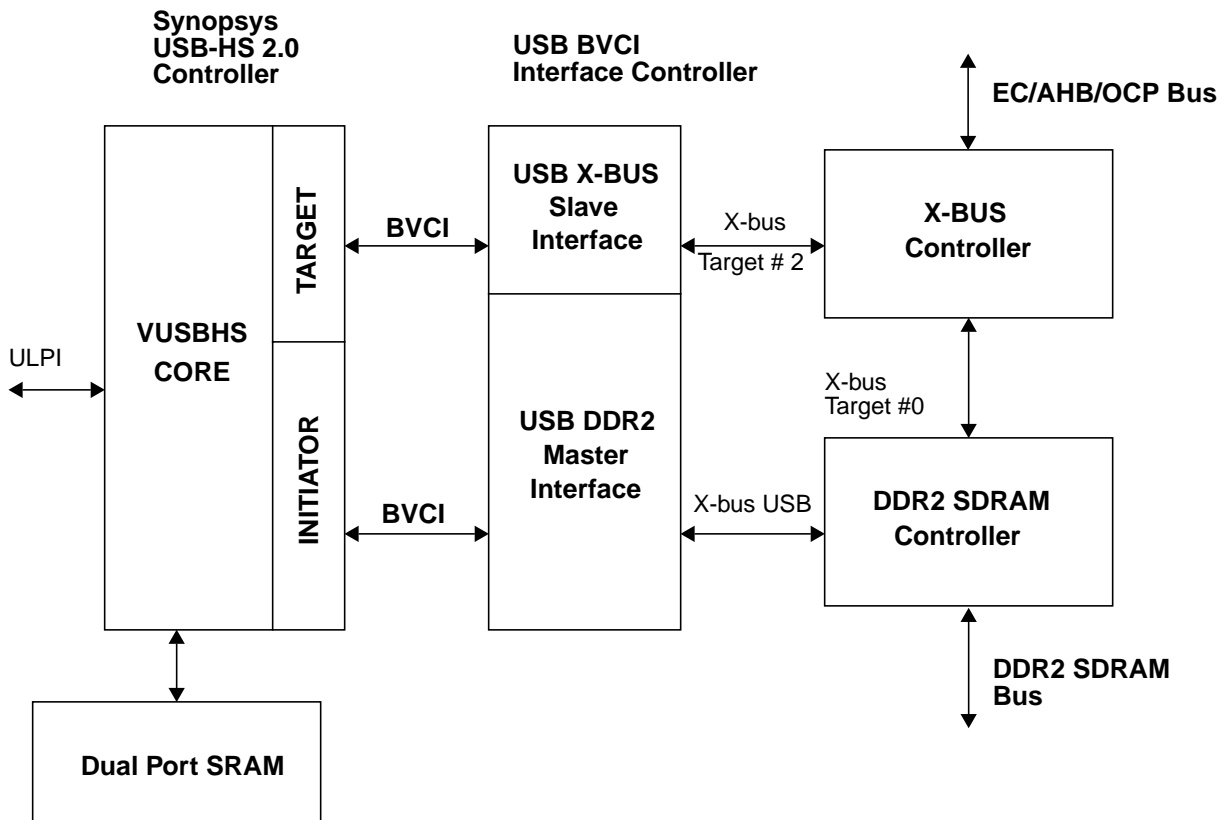 Synopsys
USB-HS 2.0
Controller
USB BVCI
Interface Controller
EC/AHB/OCP Bus
TARGET
BVCI
USB X-BUS
Slave
Interface
X-bus
Target # 2
X-BUS
Controller
ULPI
VUSBHS
CORE
X-bus
Target #0
INITIATOR
BVCI
USB DDR2
Master
Interface
X-bus USB
DDR2 SDRAM
Controller
DDR2 SDRAM
Bus
Dual Port SRAM